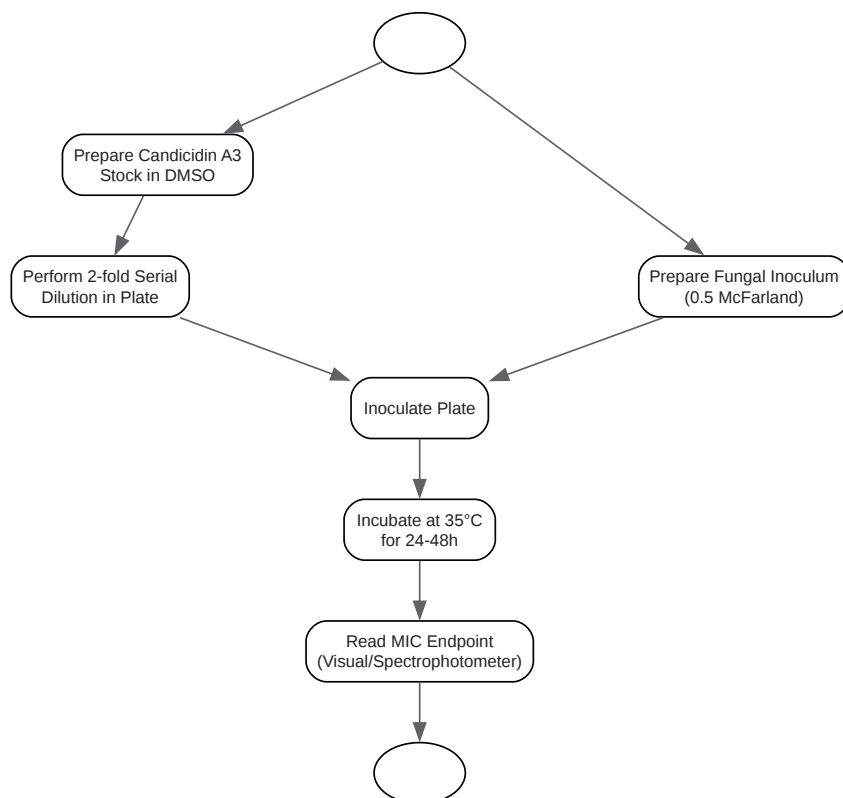 Prepare Candicidin A3
Stock in DMSO
Perform 2-fold Serial
Dilution in Plate
Prepare Fungal Inoculum
(0.5 McFarland)
Inoculate Plate
Incubate at 35°C
for 24-48h
Read MIC Endpoint
(Visual/Spectrophotometer)